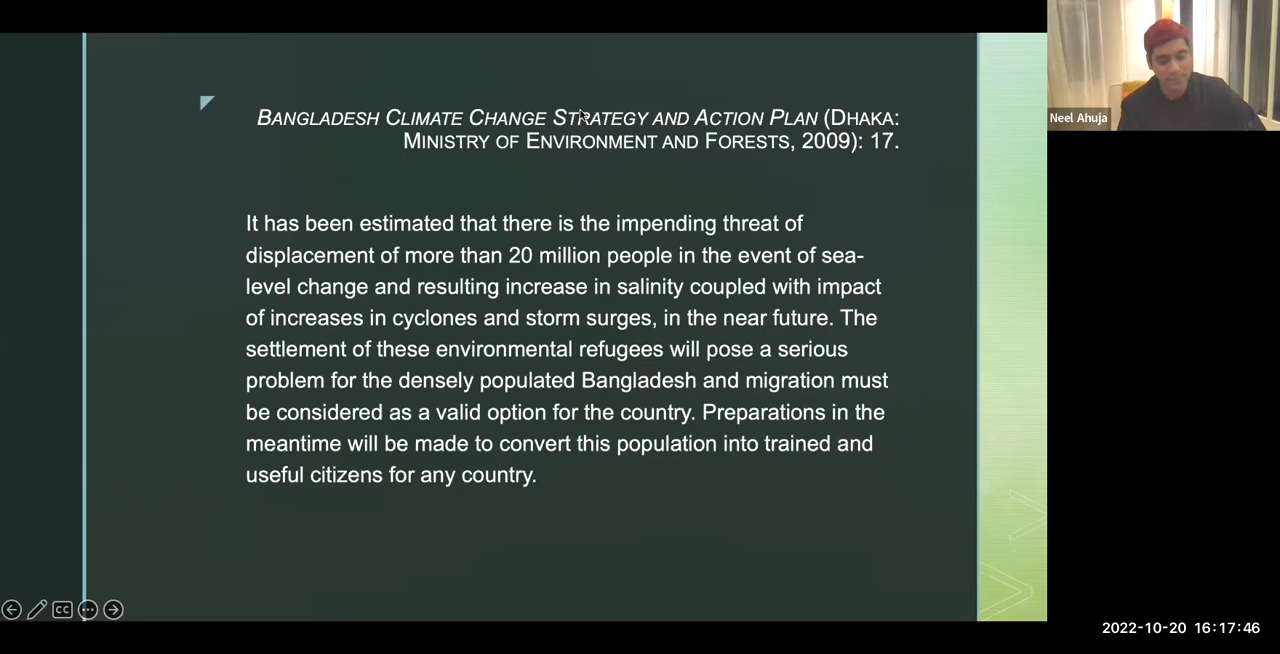 BANGLADESH CLIMATE CHANGE STRATEGY AND ACTION PLAN (DHAKA:
MINISTRY OF ENVIRONMENT AND FORESTS, 2009): 17.
It has been estimated that there is the impending threat of
displacement of more than 20 million people in the event of sea-
level change and resulting increase in salinity coupled with impact
of increases in cyclones and storm surges, in the near future. The
settlement of these environmental refugees will pose a serious
problem for the densely populated Bangladesh and migration must
be considered as a valid option for the country. Preparations in the
meantime will be made to convert this population into trained and
useful citizens for any country.
Neel Ahuja
CC
2022-10-20 16:17:46